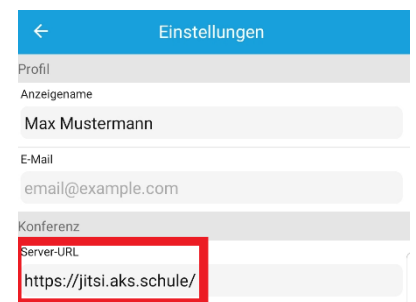 Einstellungen
Profil
Anzeigename
Max Mustermann
E-Mail
email@example.com
Konferenz
Server-URL
https://jitsi.aks.schule/